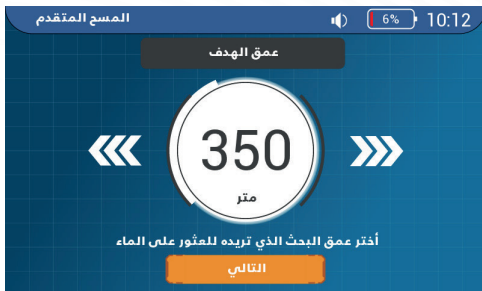 المسح المتقدم
6%
10:12
عمق الهدف
350
متر
أختر عمق البحث الذي تريده للعثور على الماء
التالي